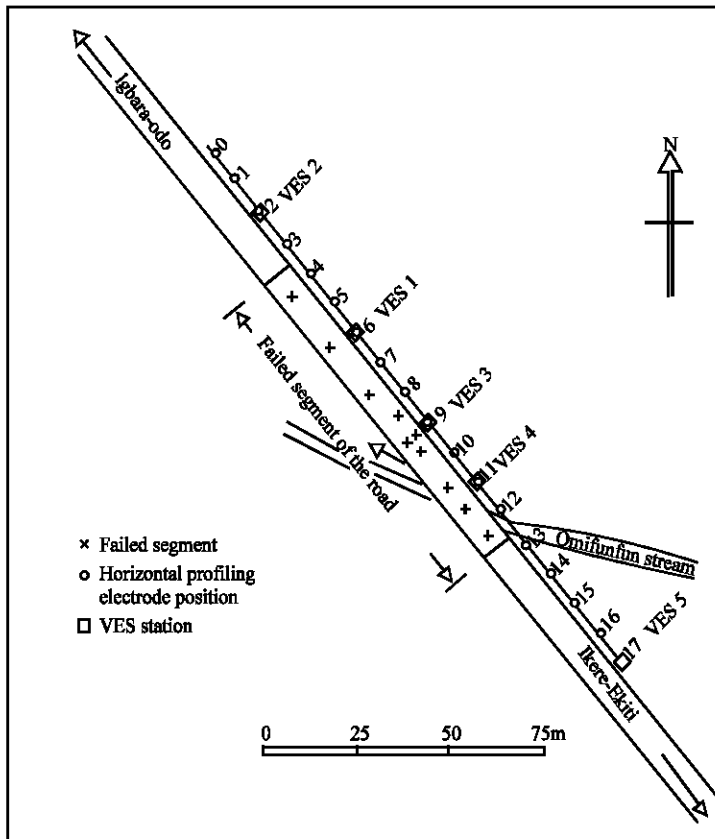 N
Igbara-odo
0
1
2 VES 2
3
4
5
6 VES 1
7
8
9 VES 3
10
11 VES 4
12
13
14
15
16
17 VES 5
Failed segment of the road
Omifunfun stream
Ikere-Ekiti
× Failed segment
Horizontal profiling
electrode position
VES station
0 25 50 75m